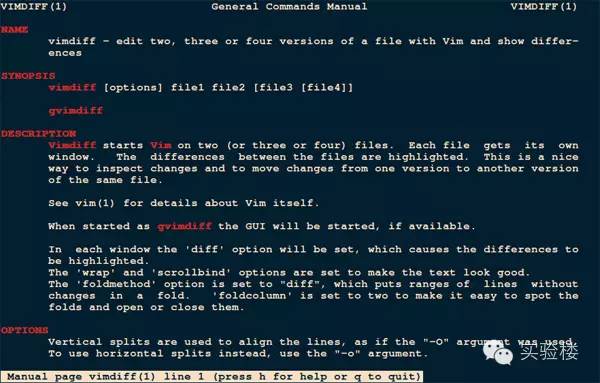 VIMDIFF(1) General Commands Manual VIMDIFF(1)
NAME
vimdiff - edit two, three or four versions of a file with Vim and show differ-
ences
SYNOPSIS
vimdiff [options] file1 file2 [file3 [file4]]
gvimdiff
DESCRIPTION
Vimdiff starts Vim on two (or three or four) files. Each file gets its own
window. The differences between the files are highlighted. This is a nice
way to inspect changes and to move changes from one version to another version
of the same file.
See vim(1) for details about Vim itself.
When started as gvimdiff the GUI will be started, if available.
In each window the 'diff' option will be set, which causes the differences to
be highlighted.
The 'wrap' and 'scrollbind' options are set to make the text look good.
The 'foldmethod' option is set to "diff", which puts ranges of lines without
changes in a fold. 'foldcolumn' is set to two to make it easy to spot the
folds and open or close them.
OPTIONS
Vertical splits are used to align the lines, as if the "-O" argument was used.
To use horizontal splits instead, use the "-o" argument.
实验楼
Manual page vimdiff(1) line 1 (press h for help or q to quit)